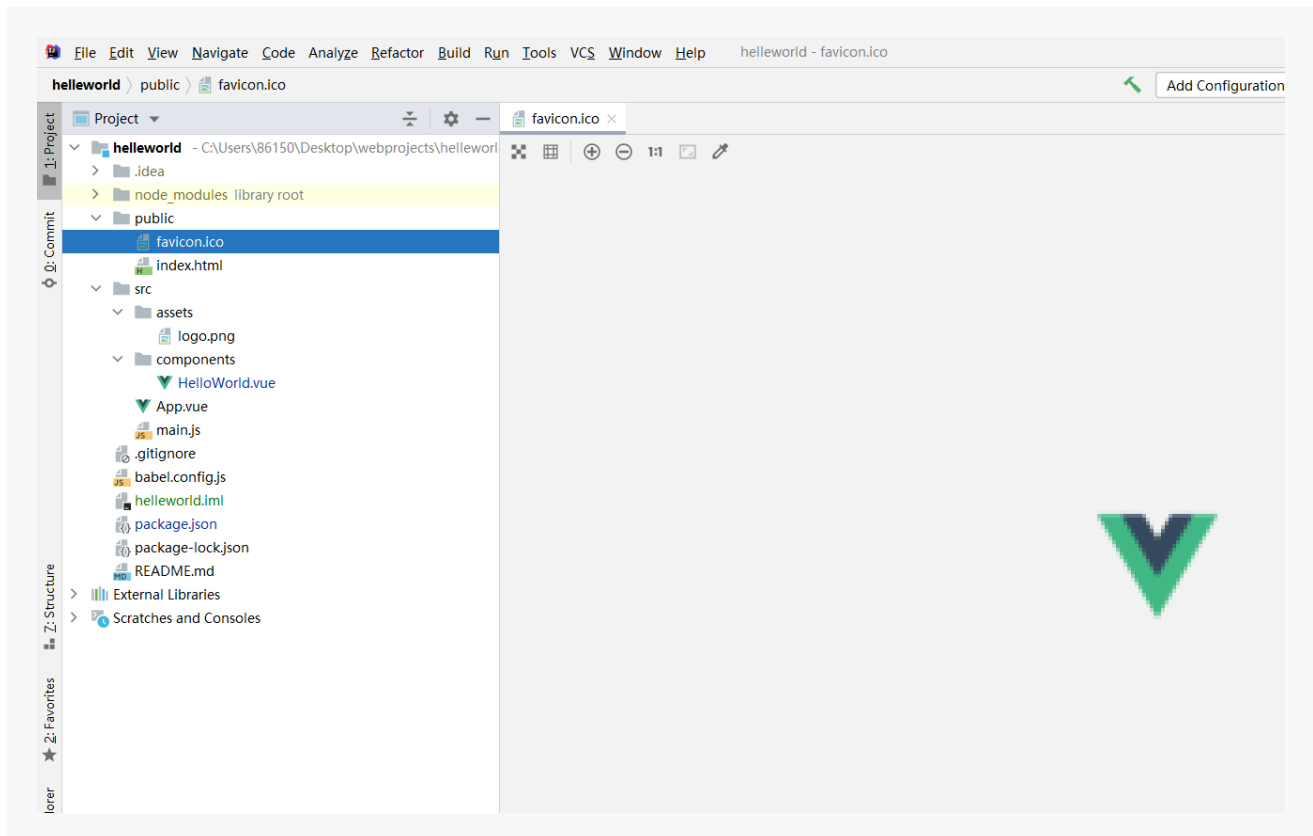 File Edit View Navigate Code Analyze Refactor Build Run Tools VCS Window Help helleworld - favicon.ico
helleworld public favicon.ico Add Configuration
1: Project
0: Commit
7: Structure
2: Favorites
lorer
Project
helleworld - C:\Users\86150\Desktop\webprojects\hellewor
.idea
node_modules library root
public
favicon.ico
index.html
src
assets
logo.png
components
HelloWorld.vue
App.vue
main.js
.gitignore
babel.config.js
helleworld.iml
package.json
package-lock.json
README.md
External Libraries
Scratches and Consoles
favicon.ico
1:1